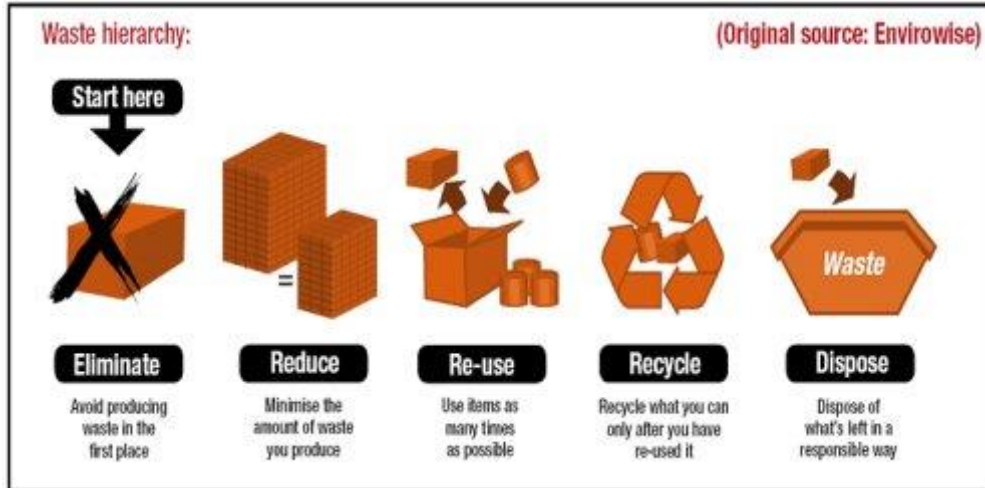 Waste hierarchy:
(Original source: Envirowise)
Start here
=
Waste
Eliminate
Avoid producing
waste in the
first place
Reduce
Minimise the
amount of waste
you produce
Re-use
Use items as
many times
as possible
Recycle
Recycle what you can
only after you have
re-used it
Dispose
Dispose of
what's left in a
responsible way